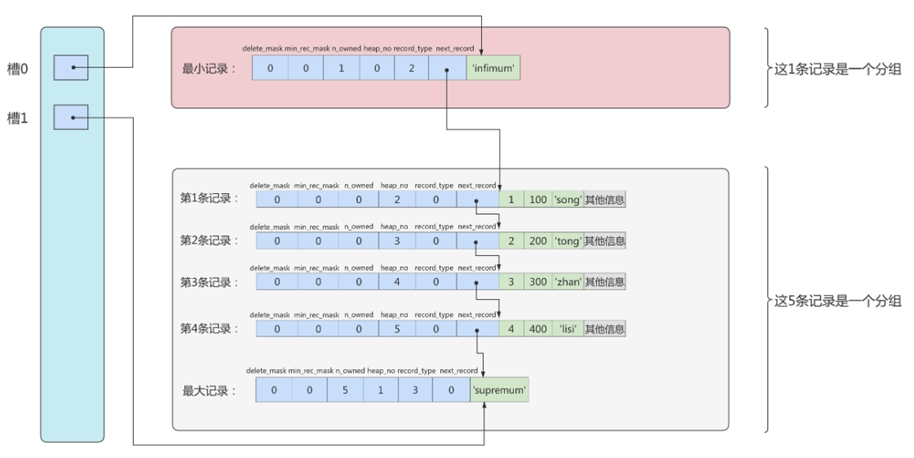 槽0
槽1
delete_mask min_rec_mask n_owned heap_no record_type next_record
最小记录： 0 0 1 0 2 'infimum'
这1条记录是一个分组
delete_mask min_rec_mask n_owned heap_no record_type next_record
第1条记录： 0 0 0 2 0 1 100 'song' 其他信息
delete_mask min_rec_mask n_owned heap_no record_type next_record
第2条记录： 0 0 0 3 0 2 200 'tong' 其他信息
delete_mask min_rec_mask n_owned heap_no record_type next_record
第3条记录： 0 0 0 4 0 3 300 'zhan' 其他信息
delete_mask min_rec_mask n_owned heap_no record_type next_record
第4条记录： 0 0 0 5 0 4 400 'lisi' 其他信息
delete_mask min_rec_mask n_owned heap_no record_type next_record
最大记录： 0 0 5 1 3 0 'supremum'
这5条记录是一个分组